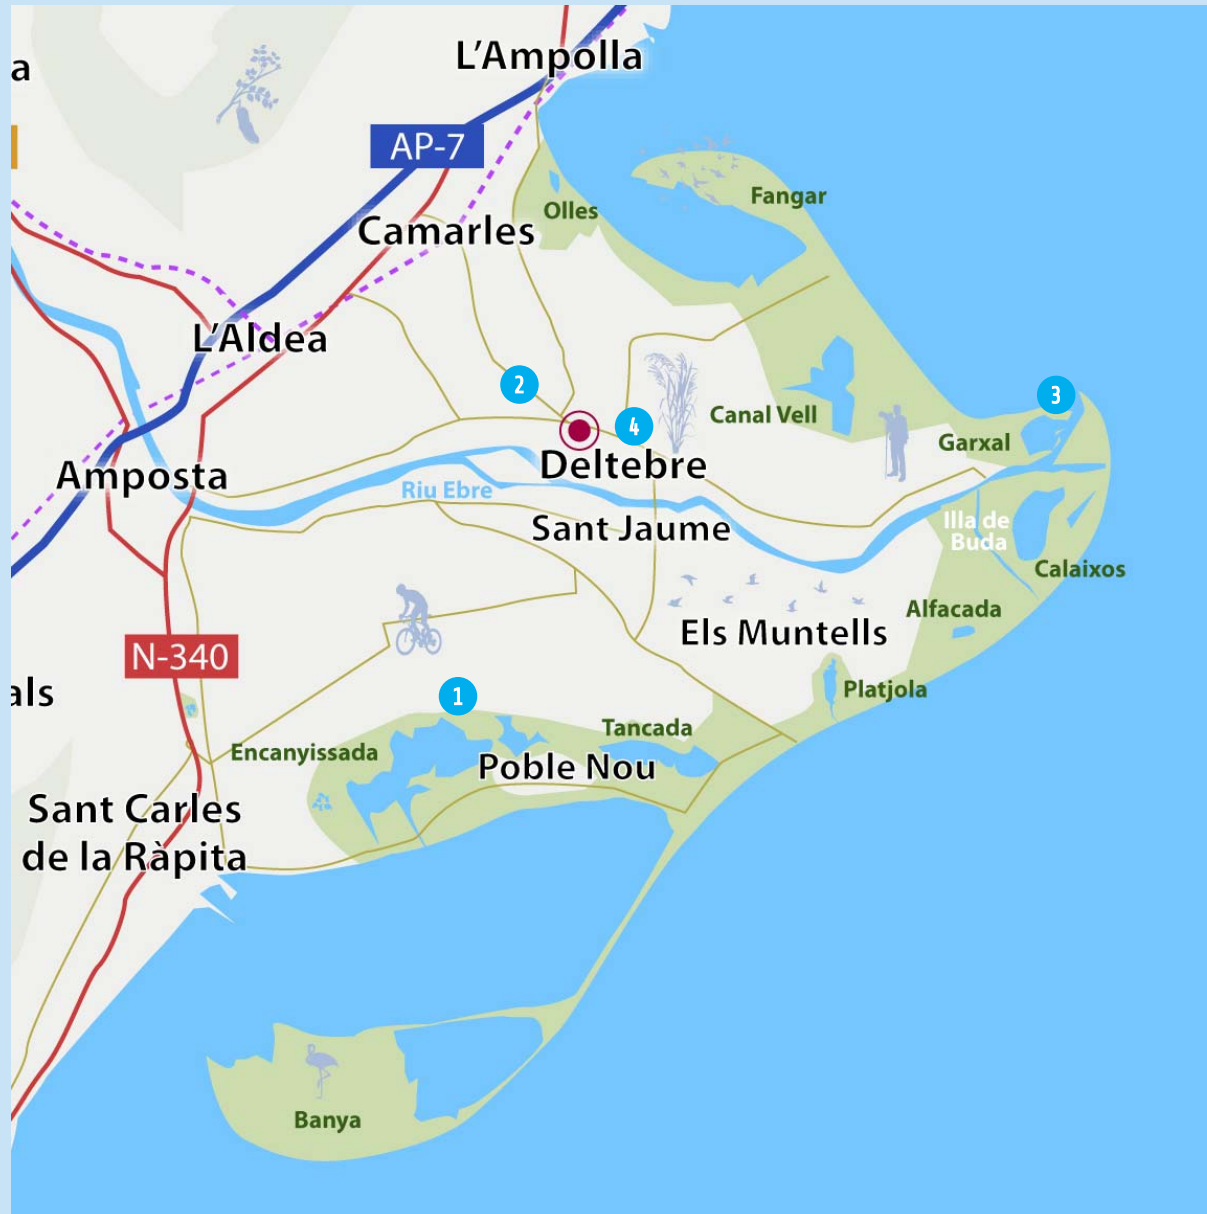 L'Ampolla
a
AP-7
Fangar
Olles
Camarles
L'Aldea
2
3
4
Canal Vell
Garxal
Deltebre
Amposta
Riu Ebre
Sant Jaume
Illa de
Buda
Calaixos
Alfacada
Els Muntells
N-340
als
1
Platjola
Tancada
Encanyissada
Poble Nou
Sant Carles
de la Ràpita
Banya